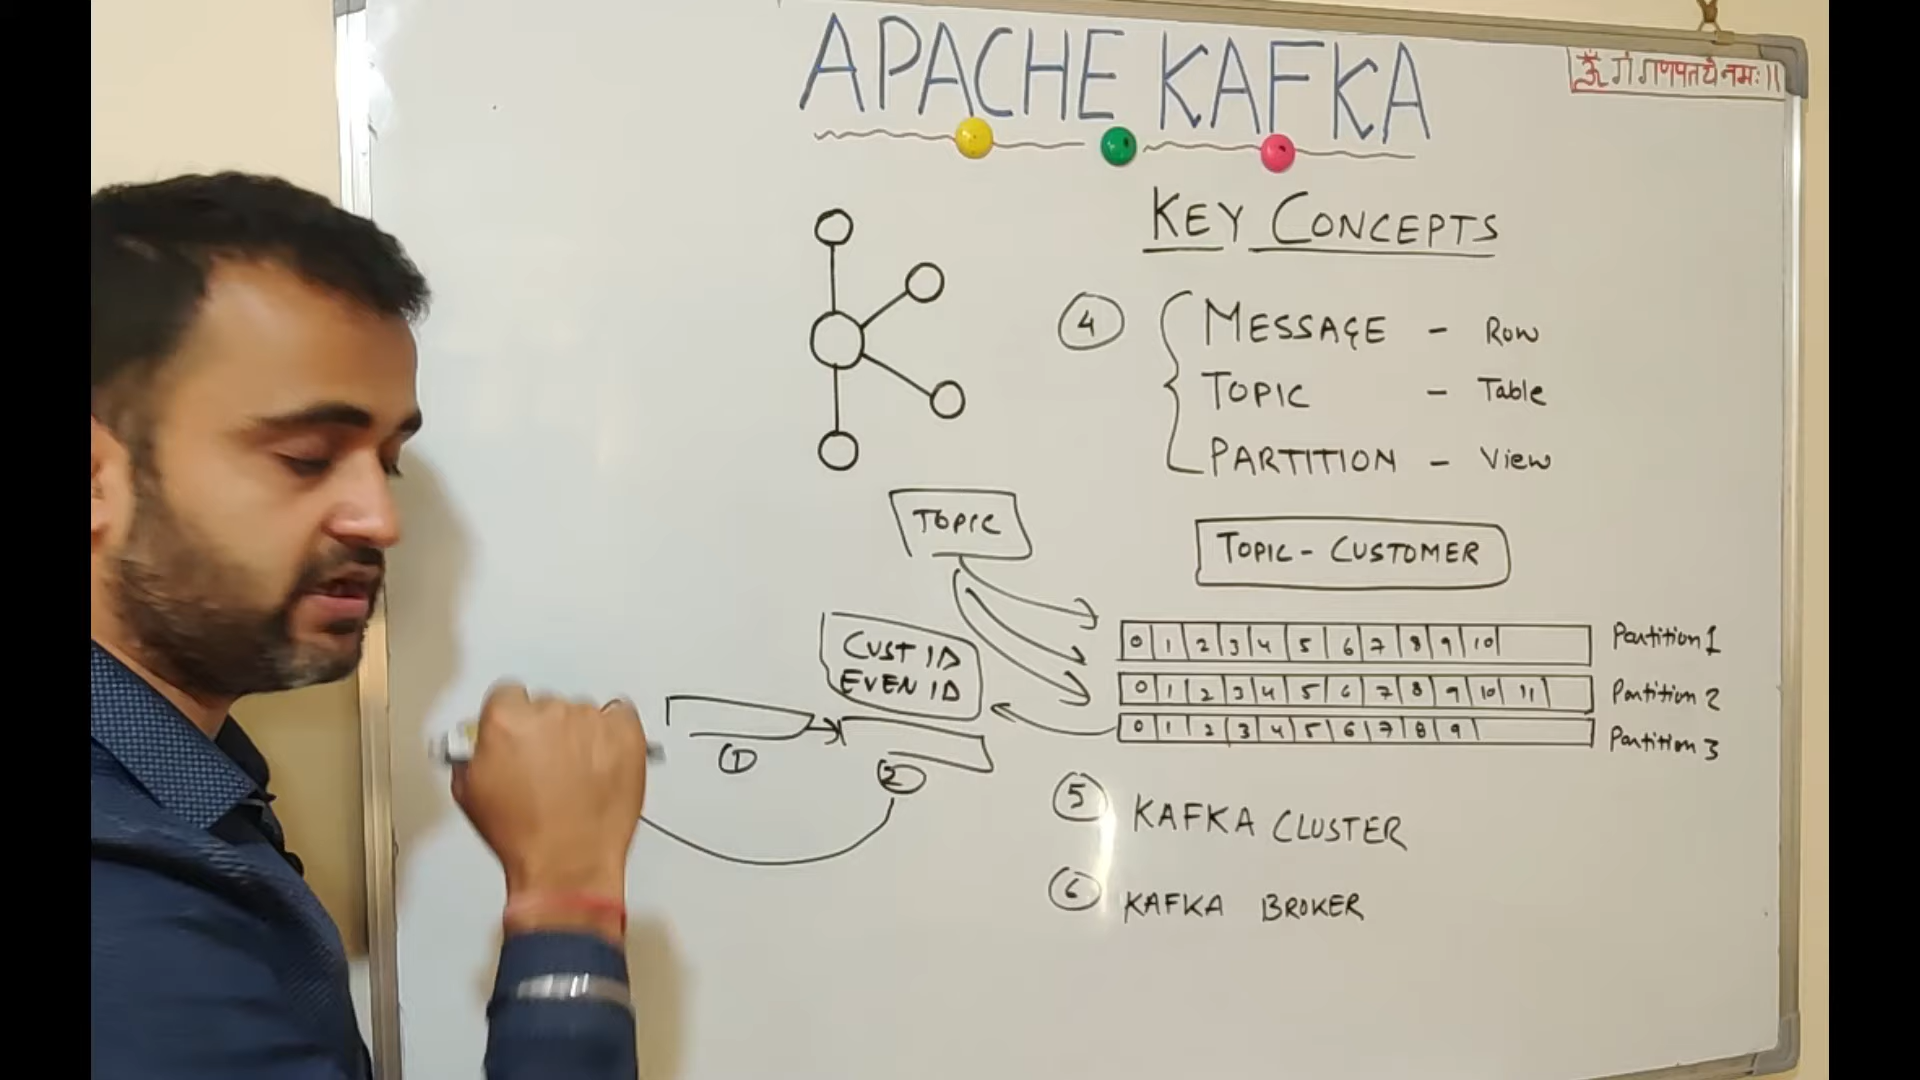 APACHE KAFKA
ॐ गं गणपतये नमः॥
KEY CONCEPTS
4
MESSAGE - Row
TOPIC - Table
PARTITION - View
TOPIC
TOPIC - CUSTOMER
CUST ID
EVEN ID
0 1 2 3 4 5 6 7 8 9 10 Partition 1
0 1 2 3 4 5 6 7 8 9 10 11 Partition 2
0 1 2 3 4 5 6 7 8 9 Partition 3
1
2
5 KAFKA CLUSTER
6 KAFKA BROKER